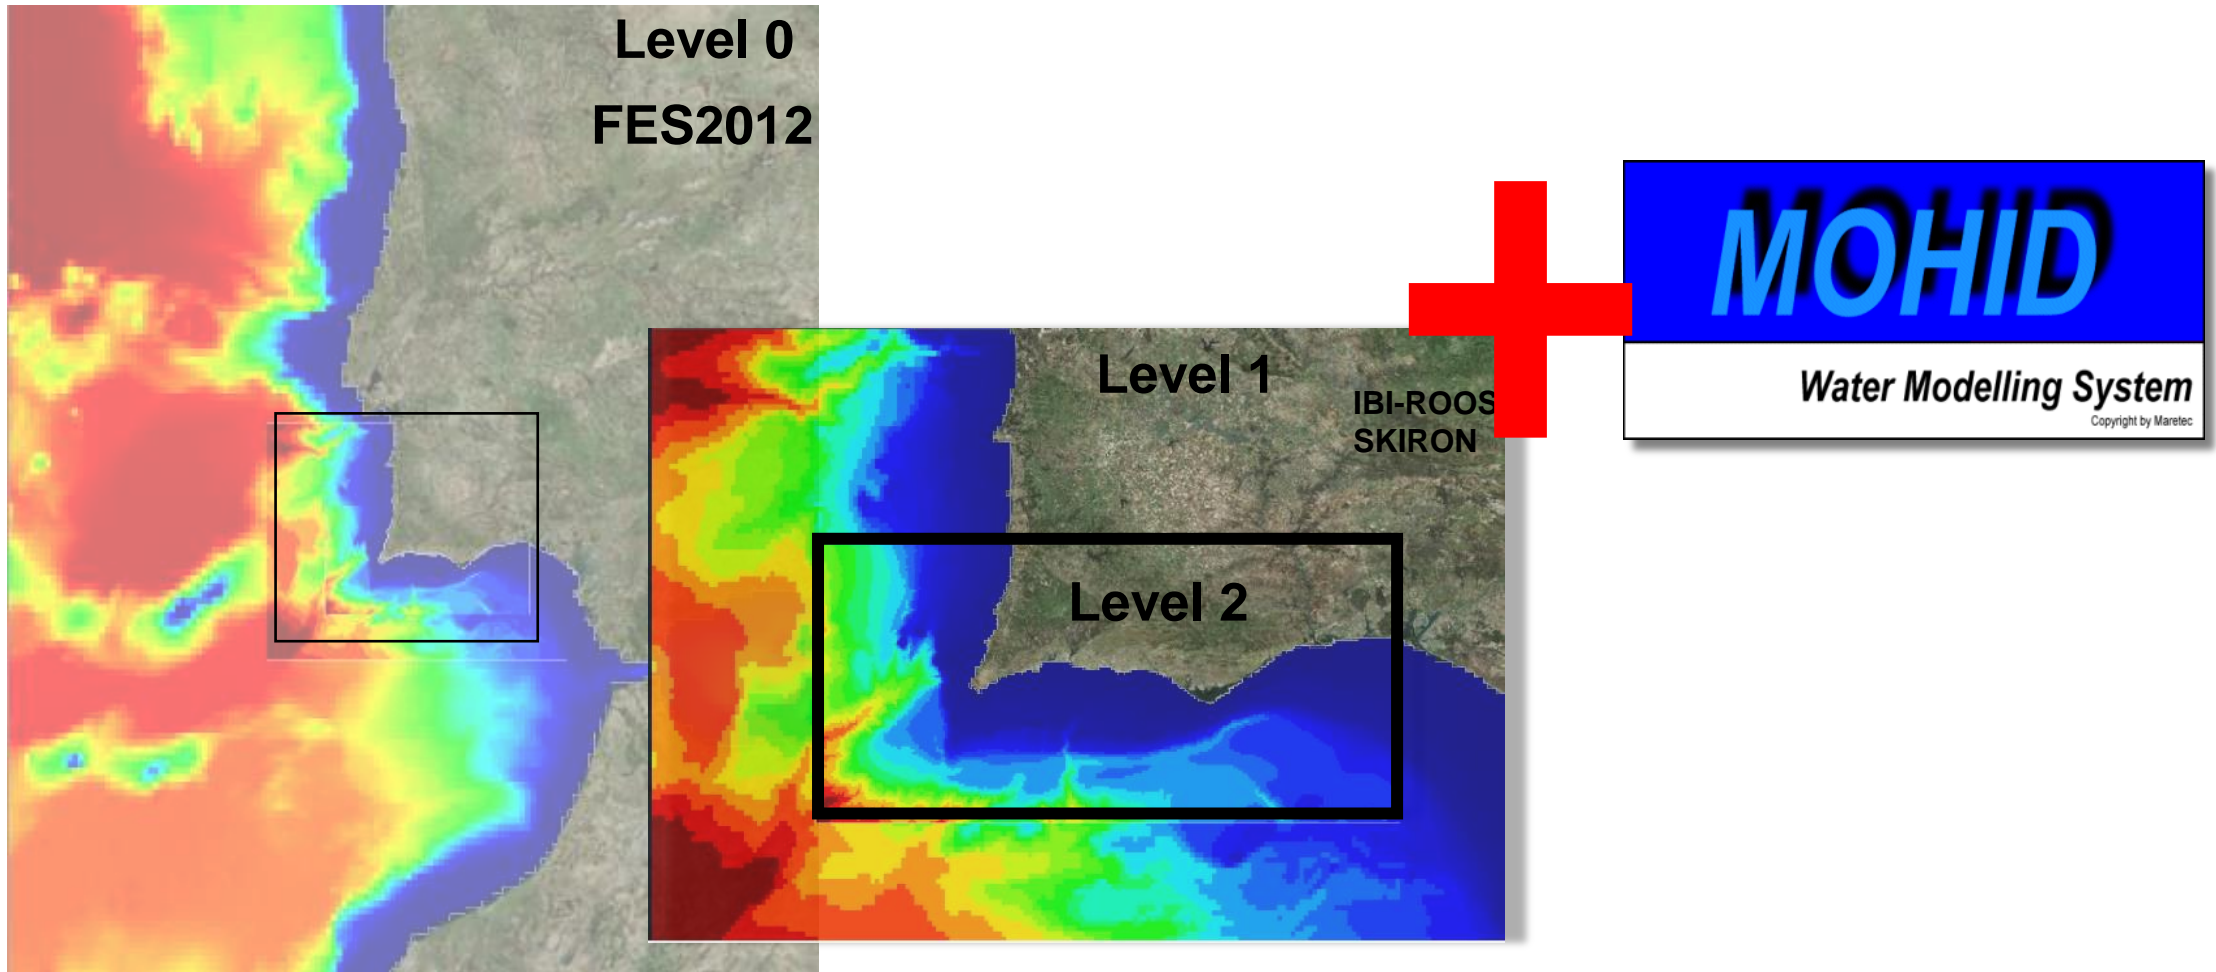 Level 0
FES2012
Level 1
IBI-ROOS
SKIRON
Level 2
MOHID
Water Modelling System
Copyright by Maretec